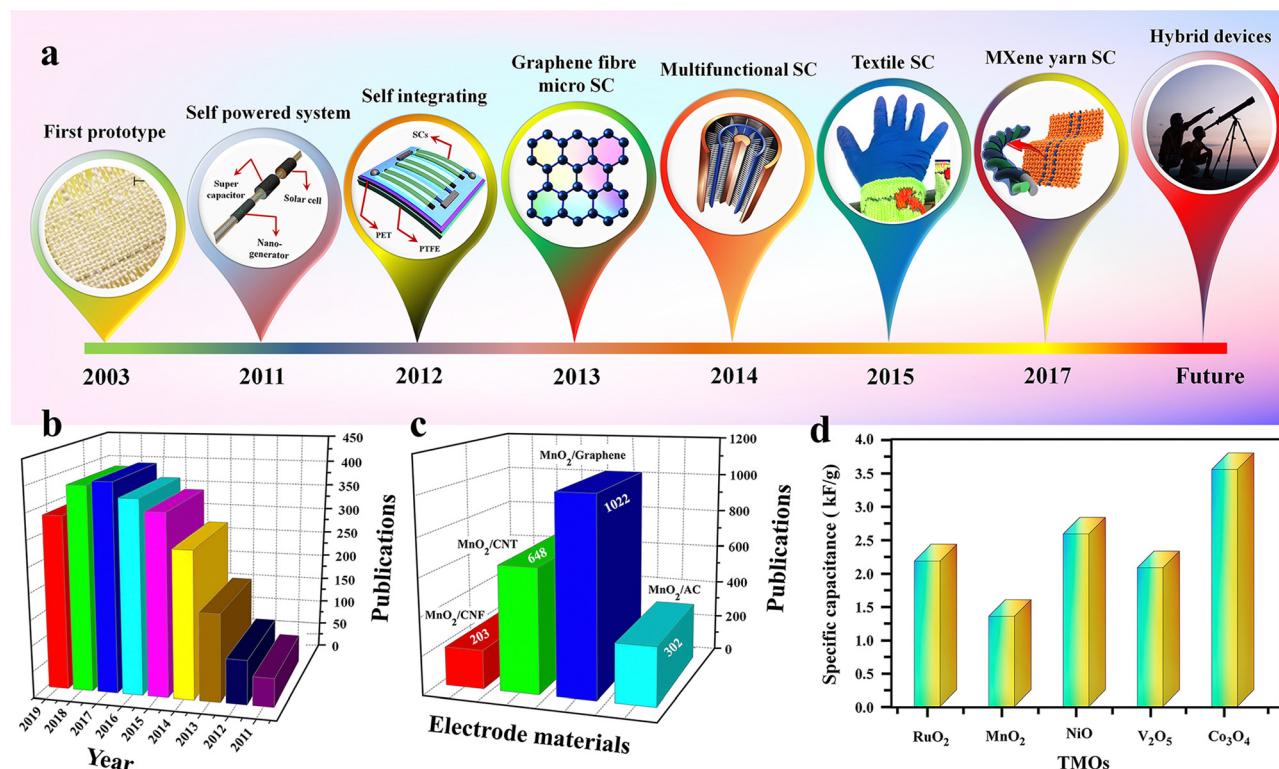 a
First prototype
Self powered system
Super
capacitor
Solar cell
Nano-
generator
Self integrating
SCs
PET
PTFE
Graphene fibre
micro SC
Multifunctional SC
Textile SC
MXene yarn SC
Hybrid devices
2003
2011
2012
2013
2014
2015
2017
Future
b
450
400
350
300
250
200
150
100
50
0
Publications
2019
2018
2017
2016
2015
2014
2013
2012
2011
Year
c
MnO₂/CNF
203
MnO₂/CNT
648
MnO₂/Graphene
1022
MnO₂/AC
302
1200
1000
800
600
400
200
0
Publications
Electrode materials
d
Specific capacitance ( kF/g)
4.0
3.5
3.0
2.5
2.0
1.5
1.0
0.5
0.0
RuO₂
MnO₂
NiO
V₂O₅
Co₃O₄
TMOs